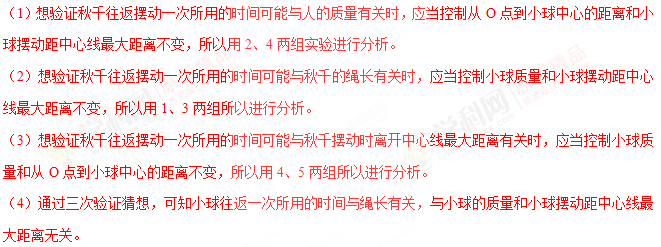 （1）想验证秋千往返摆动一次所用的时间可能与人的质量有关时，应当控制从 O 点到小球中心的距离和小
球摆动距中心线最大距离不变，所以用 2、4 两组实验进行分析。
（2）想验证秋千往返摆动一次所用的时间可能与秋千的绳长有关时，应当控制小球质量和小球摆动距中心
线最大距离不变，所以用 1、3 两组所以进行分析。
（3）想验证秋千往返摆动一次所用的时间可能与秋千摆动时离开中心线最大距离有关时，应当控制小球质
量和从 O 点到小球中心的距离不变，所以用 4、5 两组所以进行分析。
（4）通过三次验证猜想，可知小球往返一次所用的时间与绳长有关，与小球的质量和小球摆动距中心线最
大距离无关。